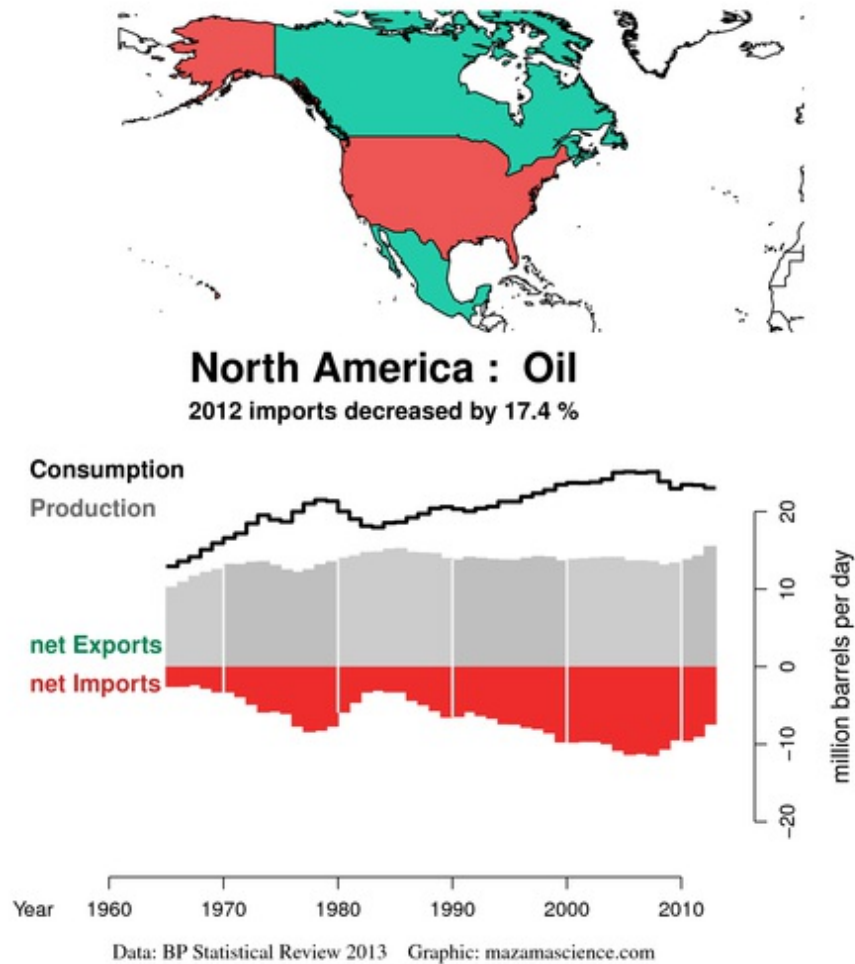 North America : Oil
2012 imports decreased by 17.4 %
Consumption
Production
net Exports
net Imports
20
10
0
−10
−20
million barrels per day
Year 1960 1970 1980 1990 2000 2010
Data: BP Statistical Review 2013 Graphic: mazamascience.com